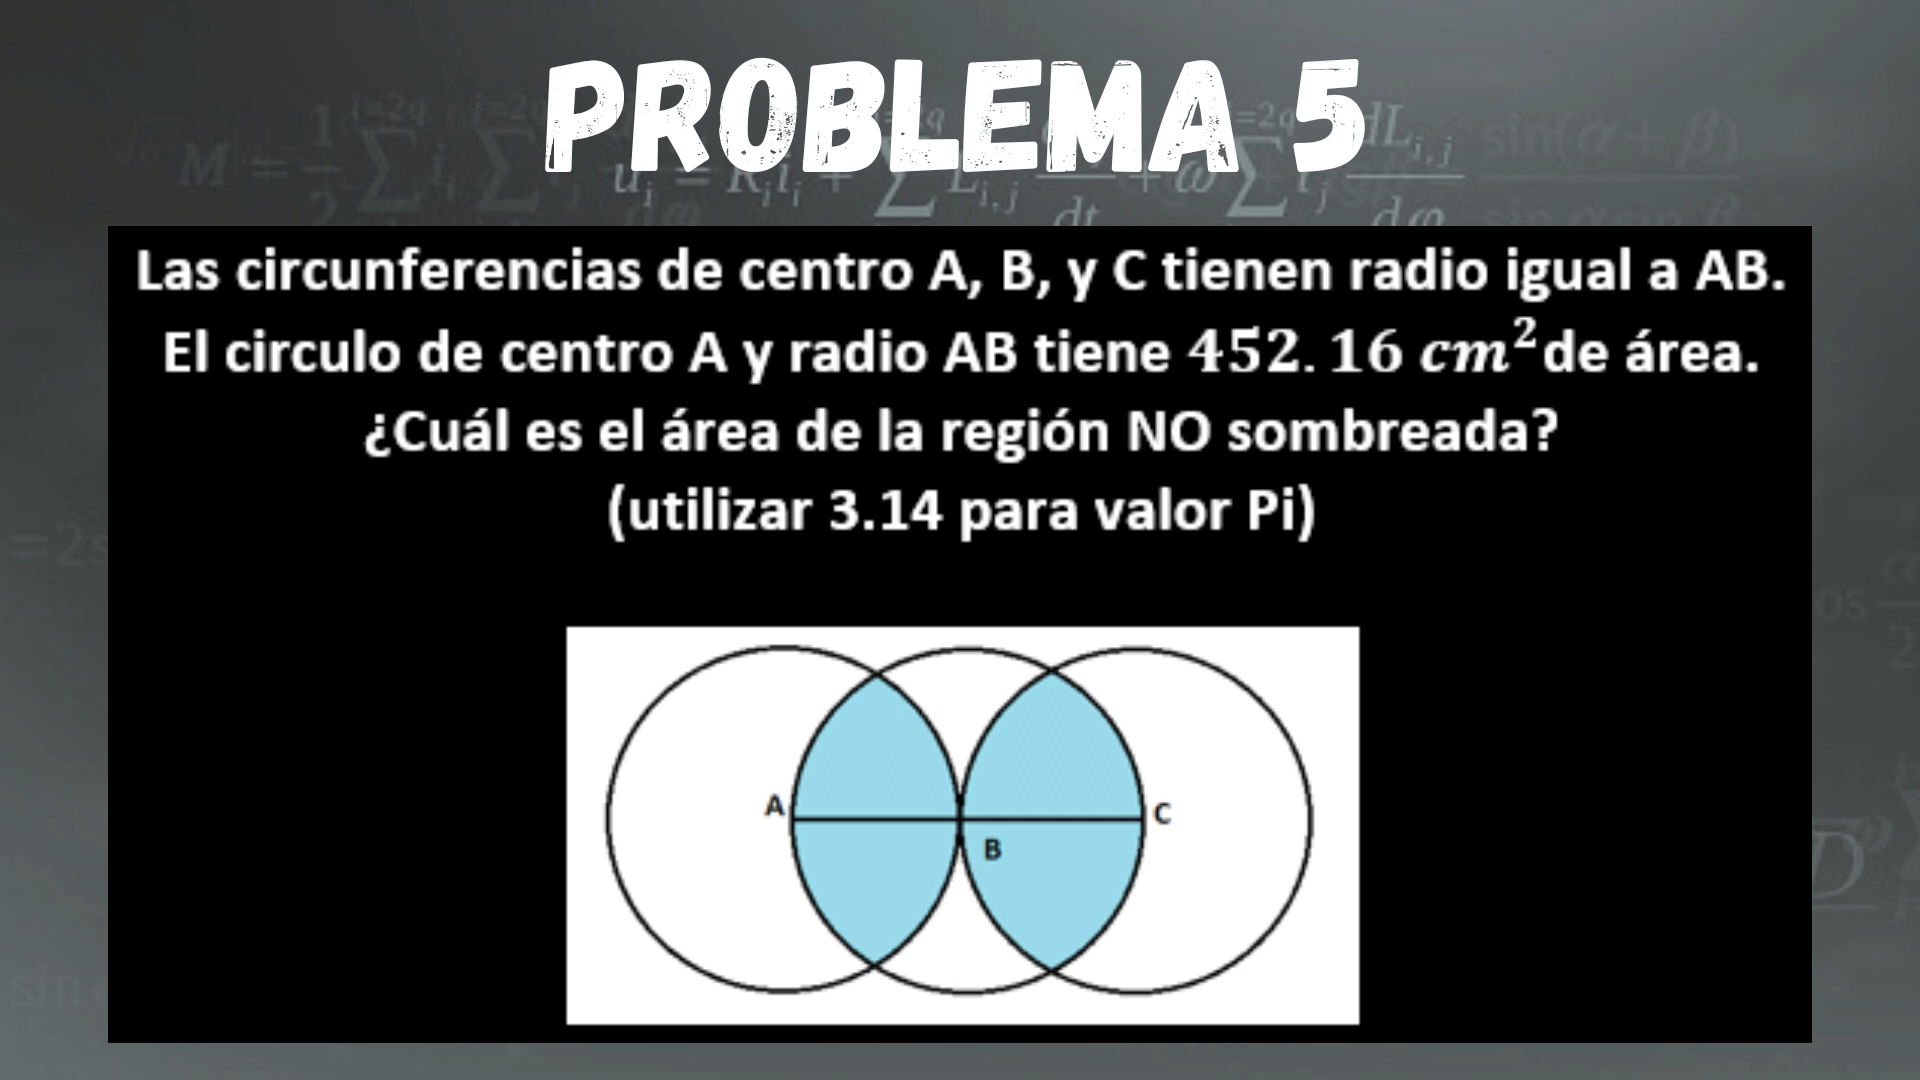 PROBLEMA 5
Las circunferencias de centro A, B, y C tienen radio igual a AB.
El circulo de centro A y radio AB tiene 452.16 cm² de área.
¿Cuál es el área de la región NO sombreada?
(utilizar 3.14 para valor Pi)
A
C
B